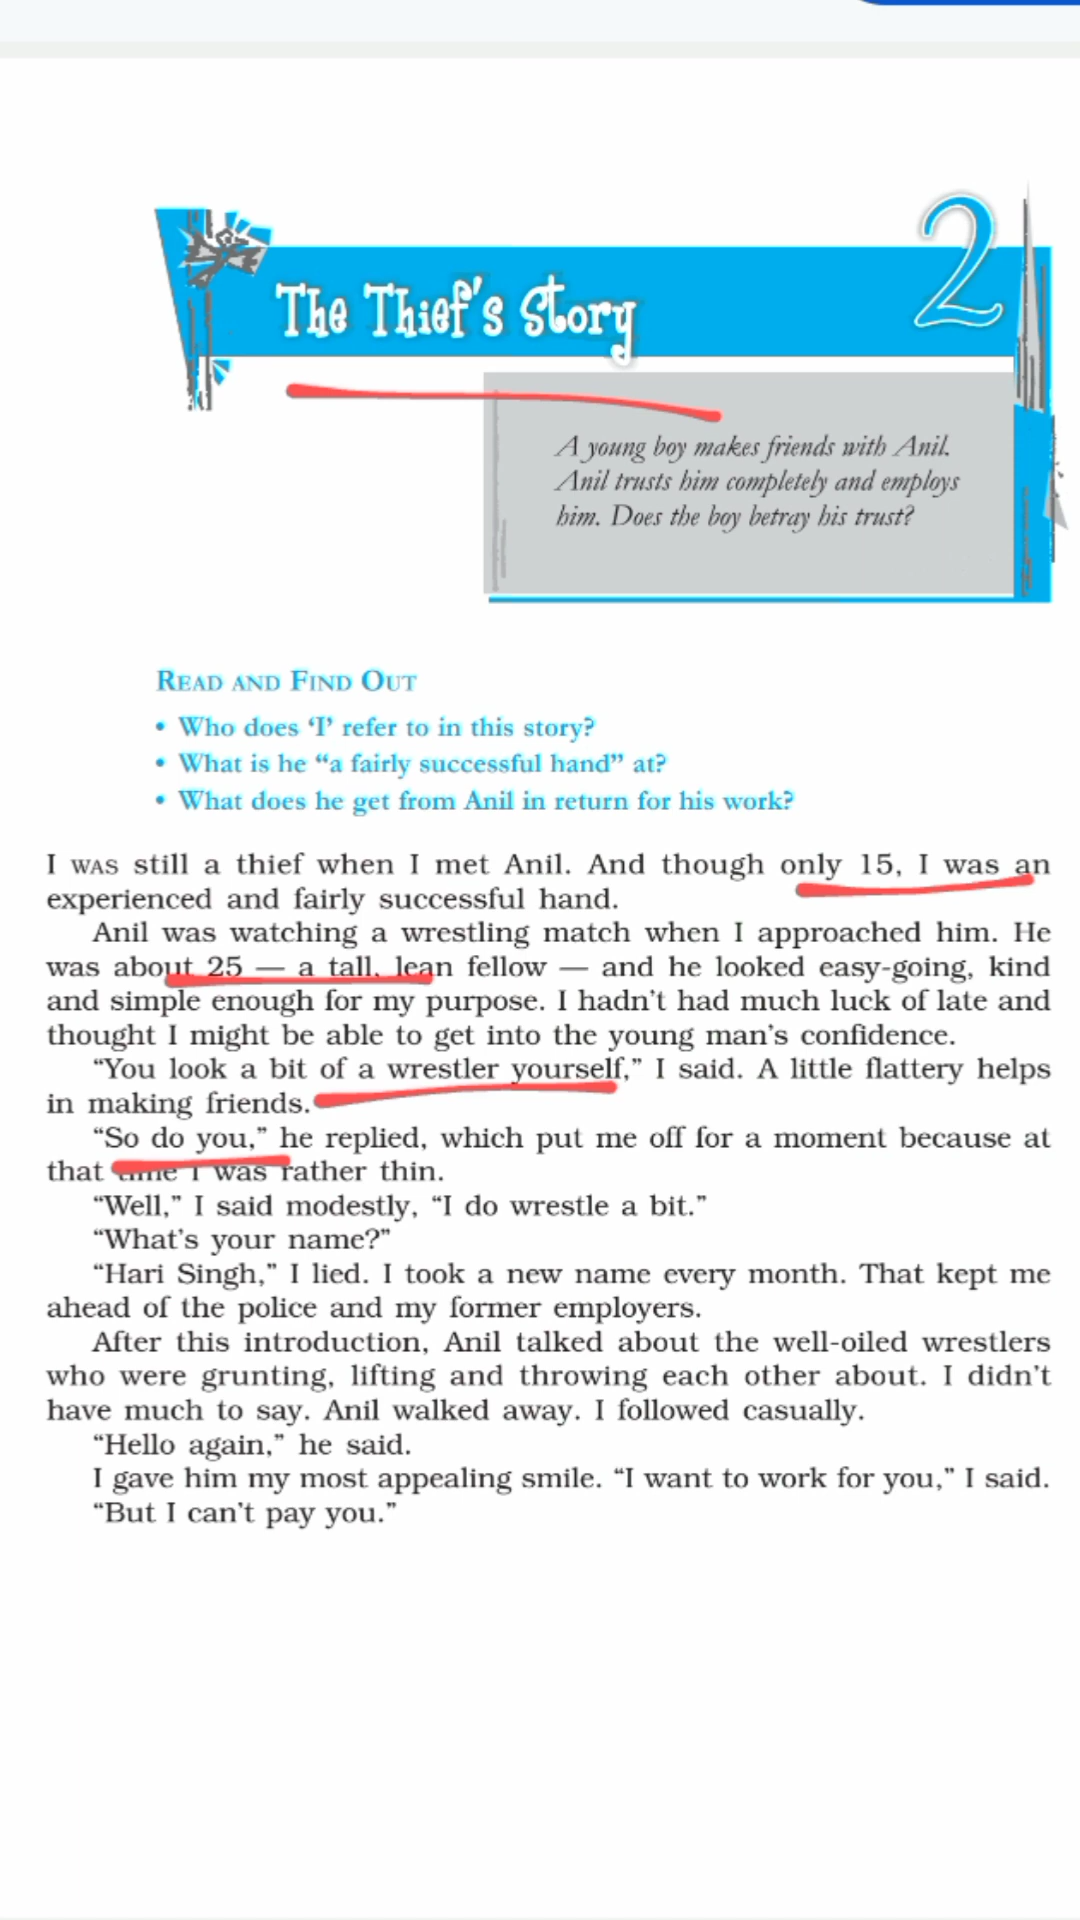 2
The Thief's Story
A young boy makes friends with Anil.
Anil trusts him completely and employs
him. Does the boy betray his trust?
READ AND FIND OUT
• Who does ‘I’ refer to in this story?
• What is he “a fairly successful hand” at?
• What does he get from Anil in return for his work?
I WAS still a thief when I met Anil. And though only 15, I was an
experienced and fairly successful hand.
Anil was watching a wrestling match when I approached him. He
was about 25 — a tall, lean fellow — and he looked easy-going, kind
and simple enough for my purpose. I hadn’t had much luck of late and
thought I might be able to get into the young man’s confidence.
“You look a bit of a wrestler yourself,” I said. A little flattery helps
in making friends.
“So do you,” he replied, which put me off for a moment because at
that time I was rather thin.
“Well,” I said modestly, “I do wrestle a bit.”
“What’s your name?”
“Hari Singh,” I lied. I took a new name every month. That kept me
ahead of the police and my former employers.
After this introduction, Anil talked about the well-oiled wrestlers
who were grunting, lifting and throwing each other about. I didn’t
have much to say. Anil walked away. I followed casually.
“Hello again,” he said.
I gave him my most appealing smile. “I want to work for you,” I said.
“But I can’t pay you.”